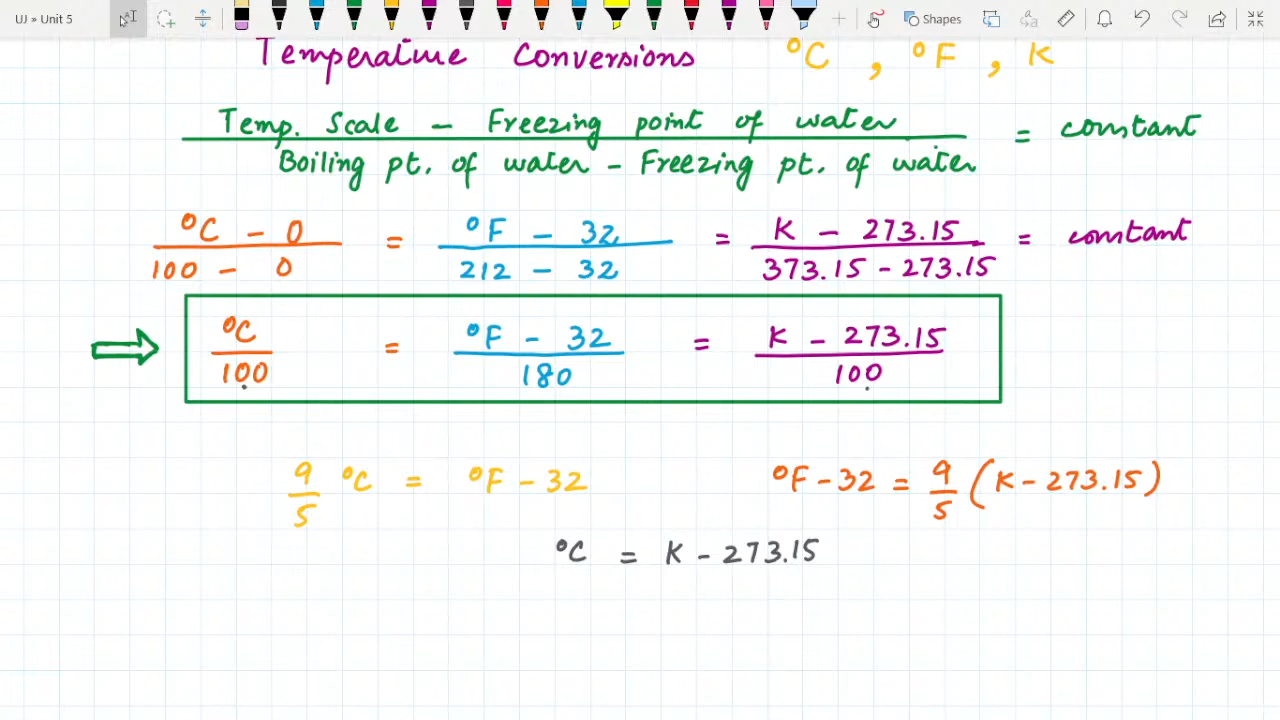 UJ » Unit 5
Shapes
Temperature Conversions °C , °F , K
Temp. Scale - Freezing point of water / Boiling pt. of water - Freezing pt. of water = constant
°C - 0 / 100 - 0 = °F - 32 / 212 - 32 = K - 273.15 / 373.15 - 273.15 = constant
°C / 100 = °F - 32 / 180 = K - 273.15 / 100
9/5 °C = °F - 32
°F - 32 = 9/5 (K - 273.15)
°C = K - 273.15